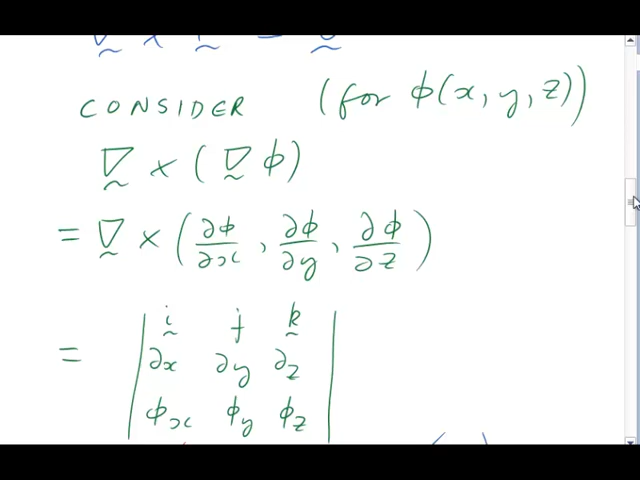 CONSIDER (for ϕ(x, y, z))
∇ × (∇ϕ)
= ∇ × (∂ϕ/∂x, ∂ϕ/∂y, ∂ϕ/∂z)
= | i j k |
| ∂x ∂y ∂z |
| ϕx ϕy ϕz |